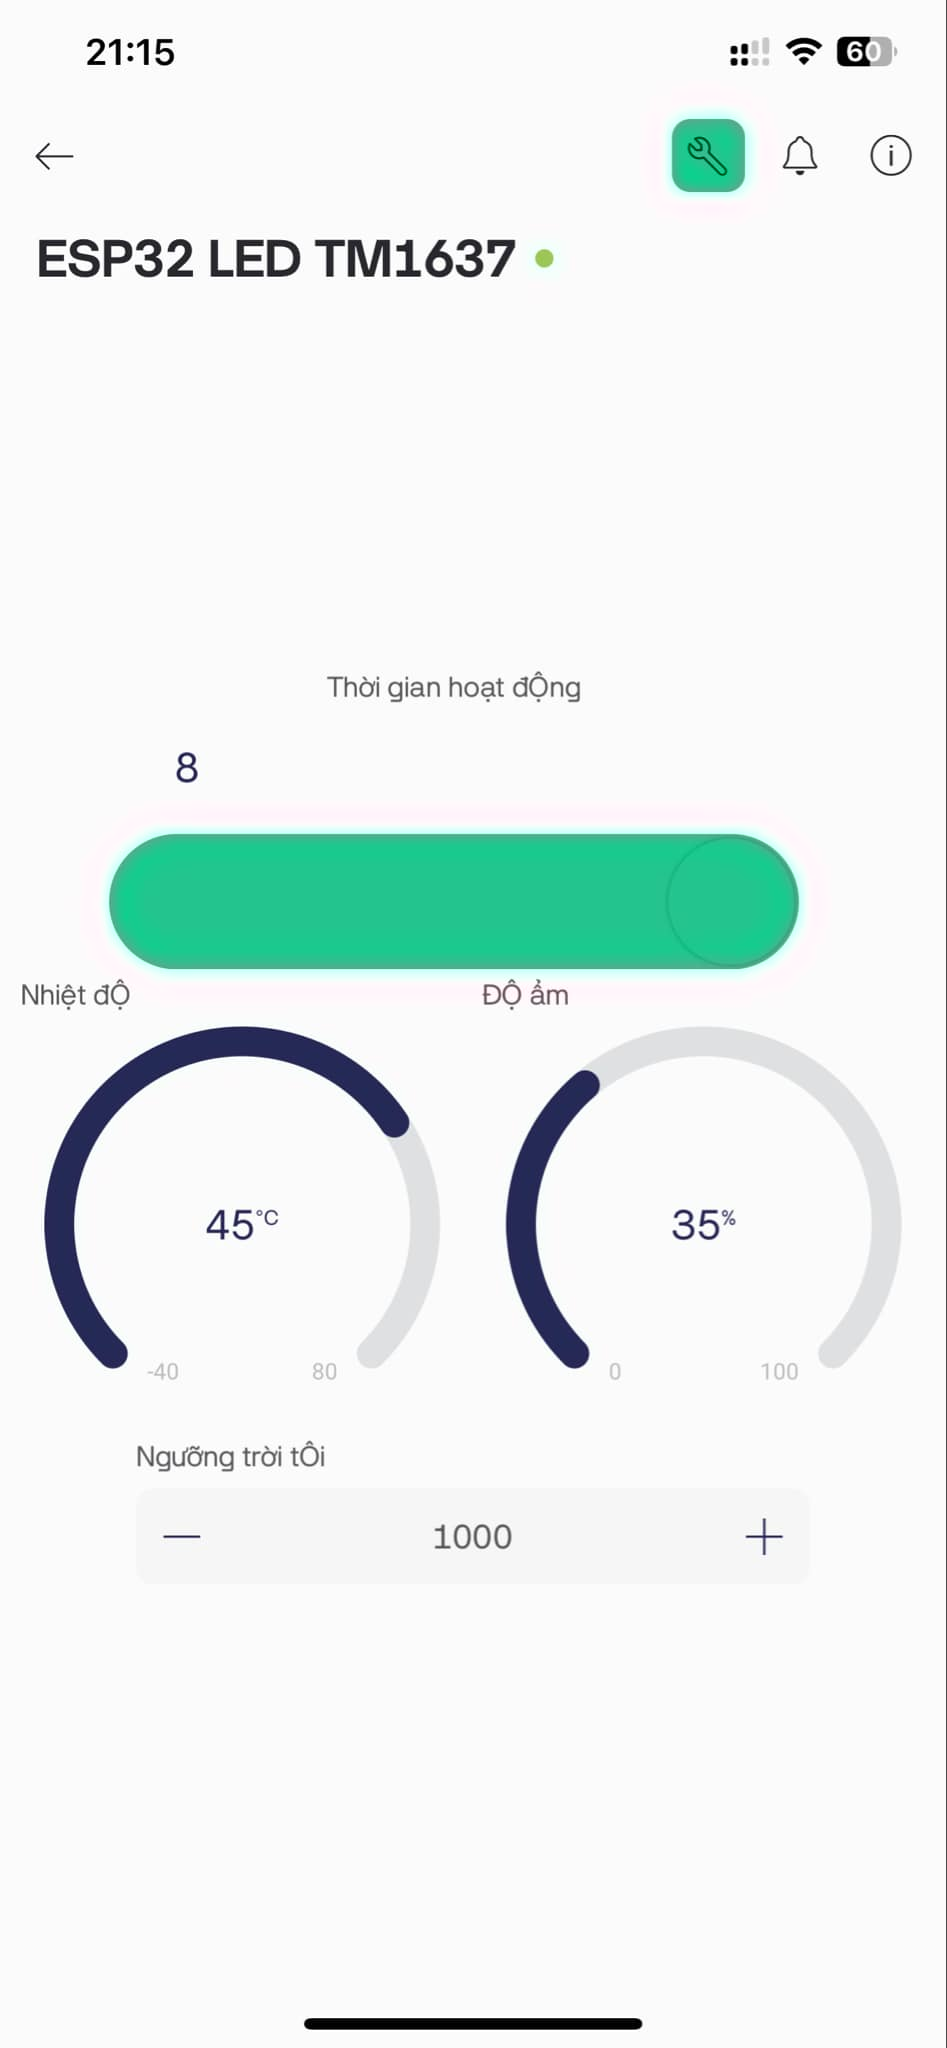 21:15
60
ESP32 LED TM1637
Thời gian hoạt đỘng
8
Nhiệt đỘ
ĐỘ ẩm
45°C
35%
-40
80
0
100
Ngưỡng trời tÔi
1000